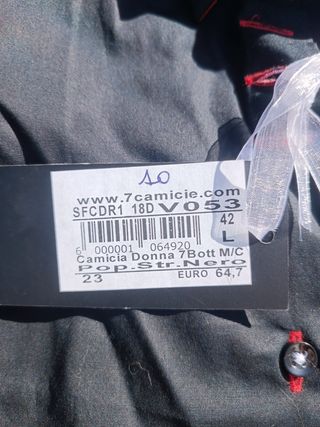 10
www.7camicie.com
SFCDR1 18D V053
42
L
6 000001 064920
Camicia Donna 7Bott M/C
Pop.Str.Nero
23 EURO 64,7